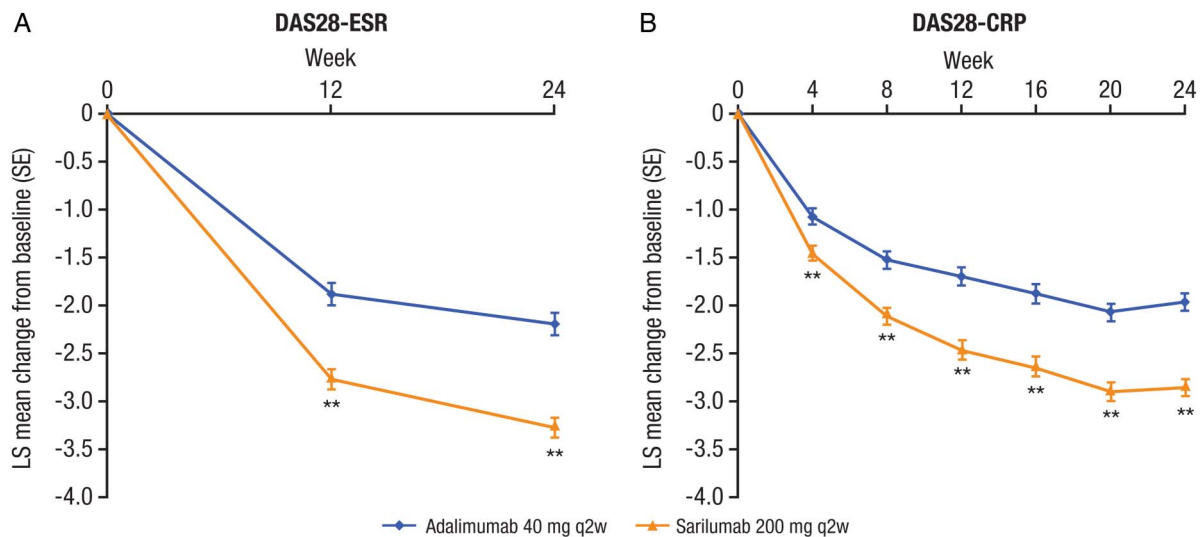 A
DAS28-ESR
Week
0 12 24
LS mean change from baseline (SE)
0
-0.5
-1.0
-1.5
-2.0
-2.5
-3.0
-3.5
-4.0
**
**
B
DAS28-CRP
Week
0 4 8 12 16 20 24
LS mean change from baseline (SE)
0
-0.5
-1.0
-1.5
-2.0
-2.5
-3.0
-3.5
-4.0
**
**
**
**
**
**
Adalimumab 40 mg q2w Sarilumab 200 mg q2w